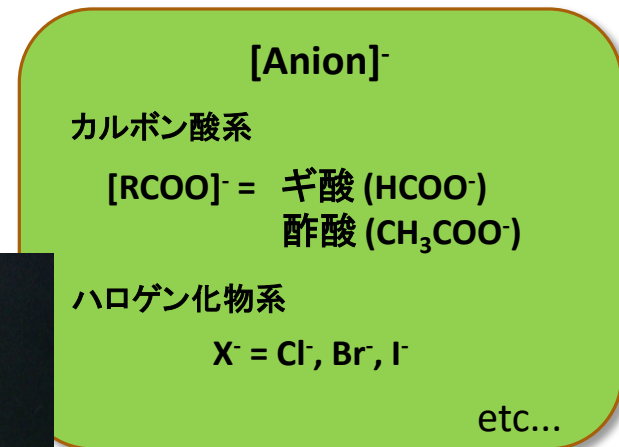 [Anion]⁻
カルボン酸系
[RCOO]⁻ = ギ酸 (HCOO⁻)
酢酸 (CH₃COO⁻)
ハロゲン化物系
X⁻ = Cl⁻, Br⁻, I⁻
etc...